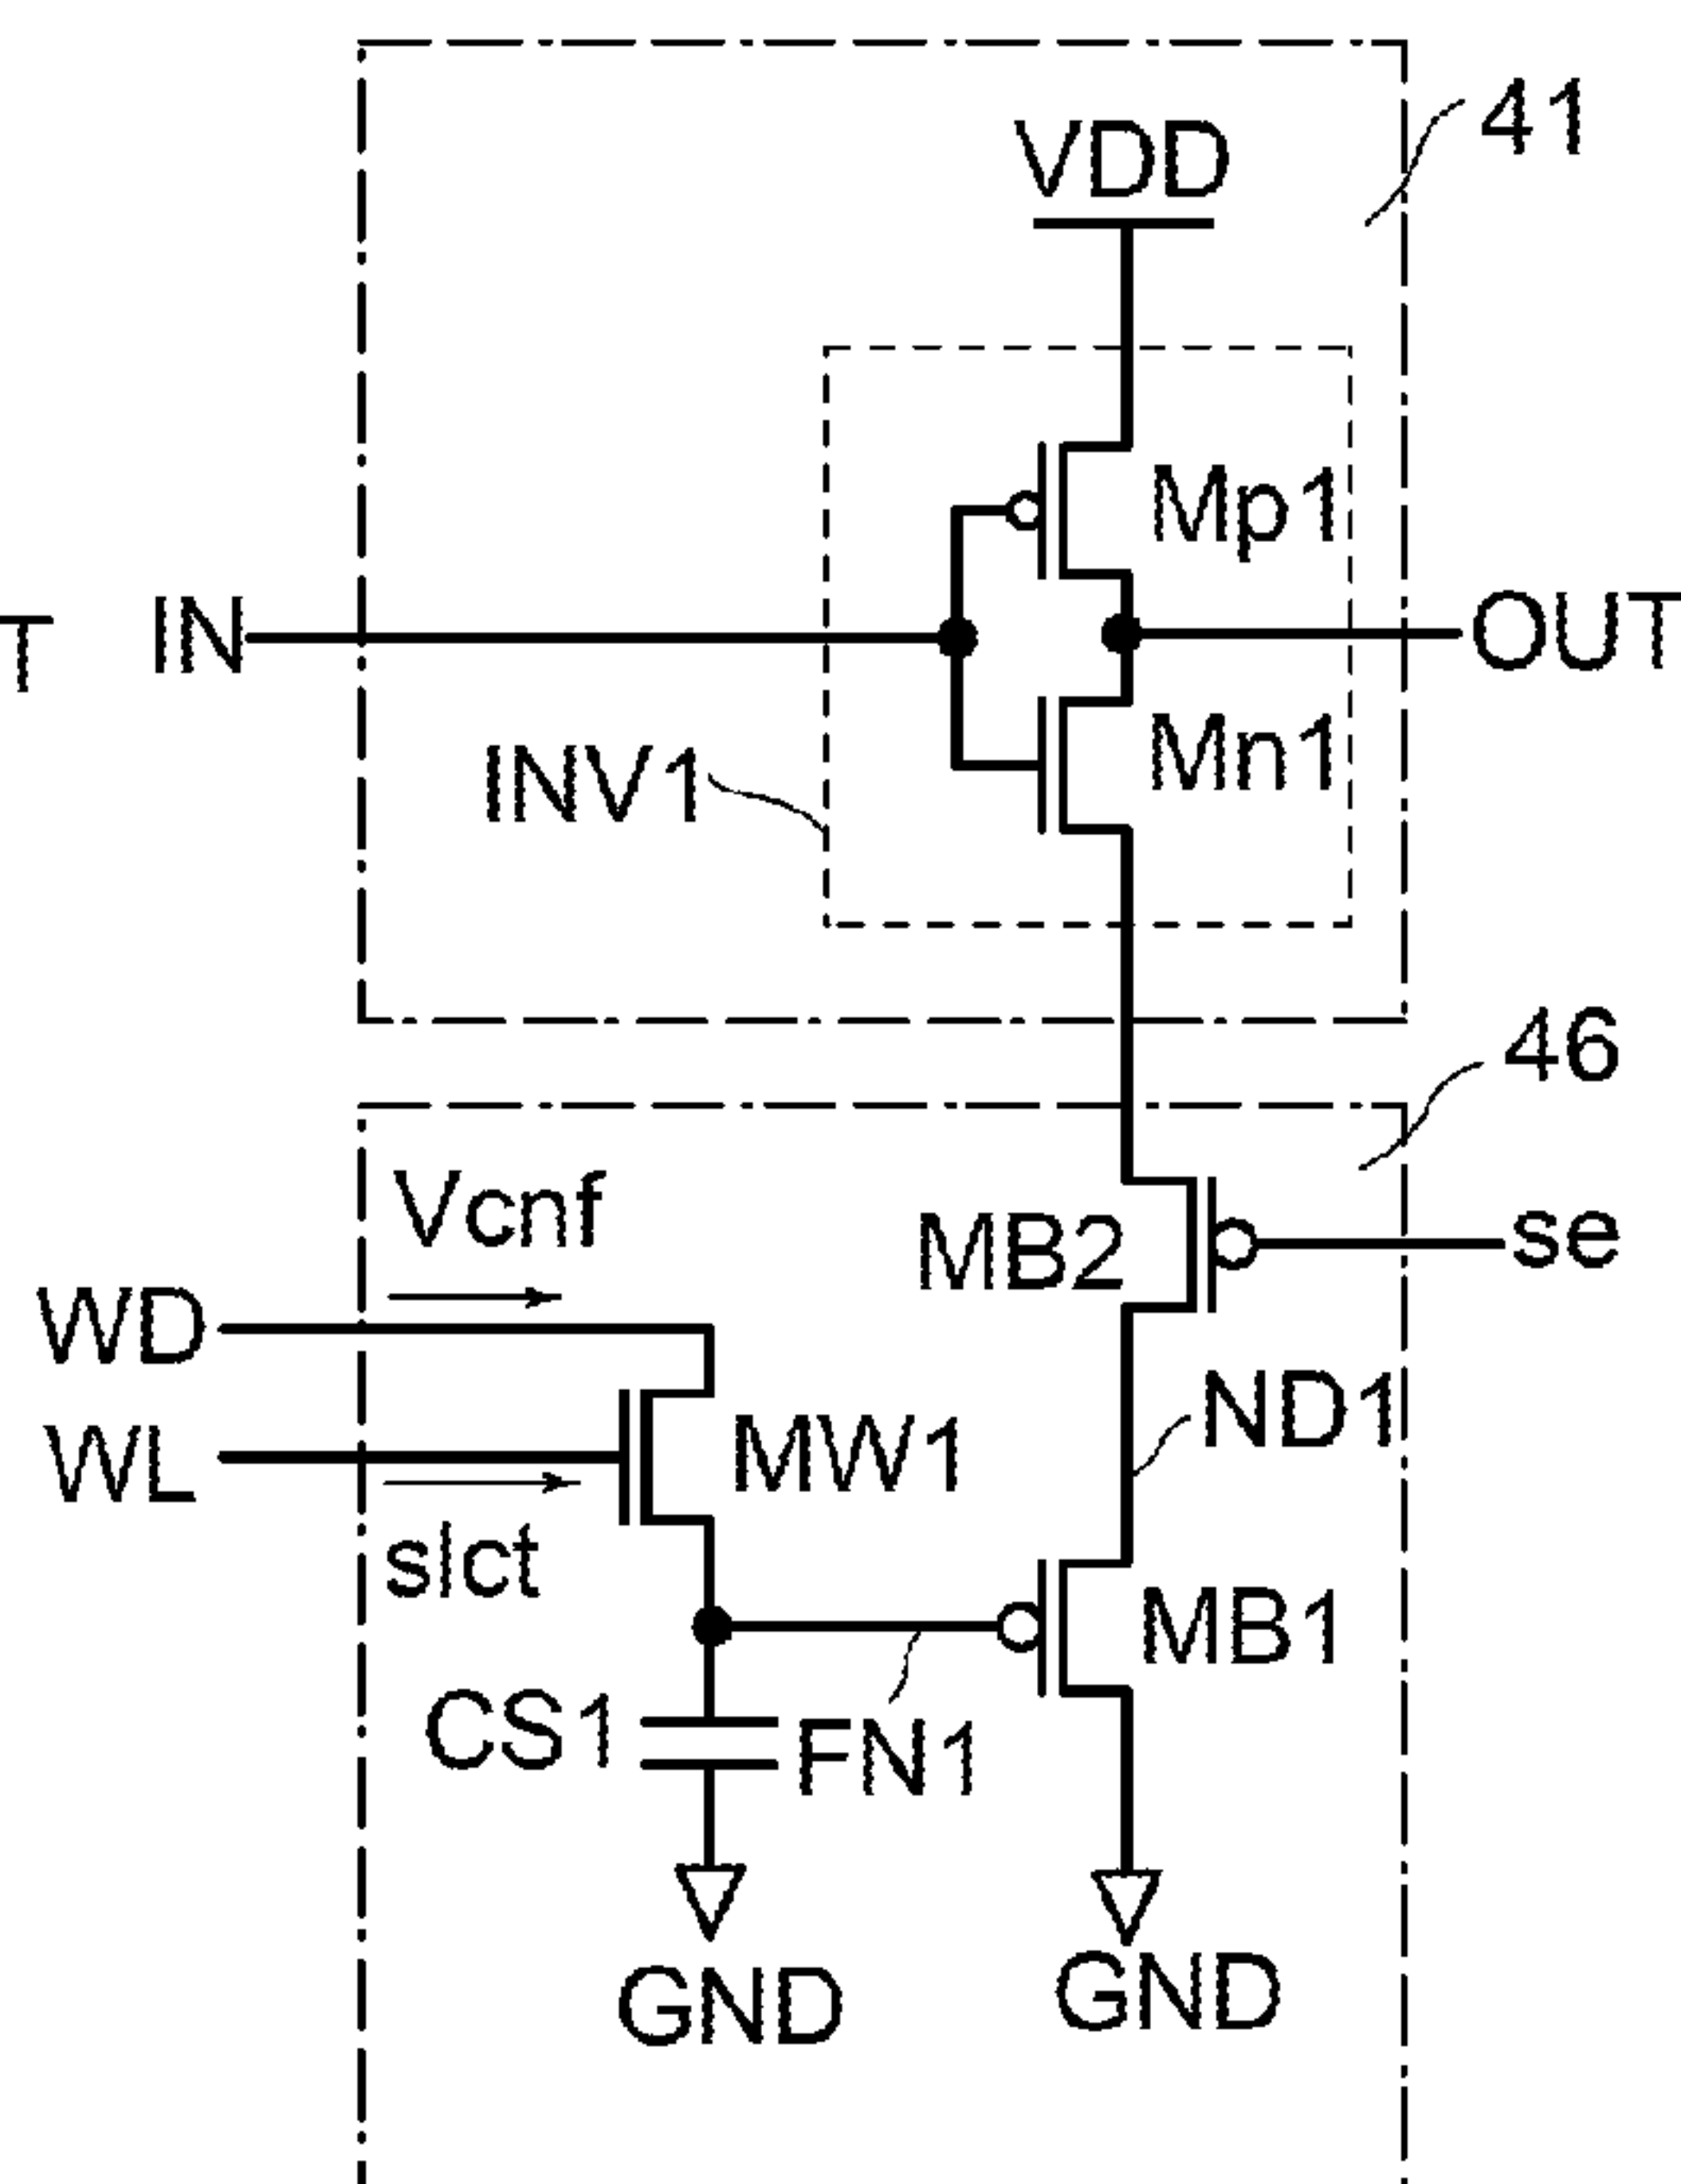 41
VDD
Mp1
T
IN
OUT
Mn1
INV1
46
Vcnf
MB2
se
WD
ND1
WL
MW1
slct
MB1
CS1
FN1
GND
GND